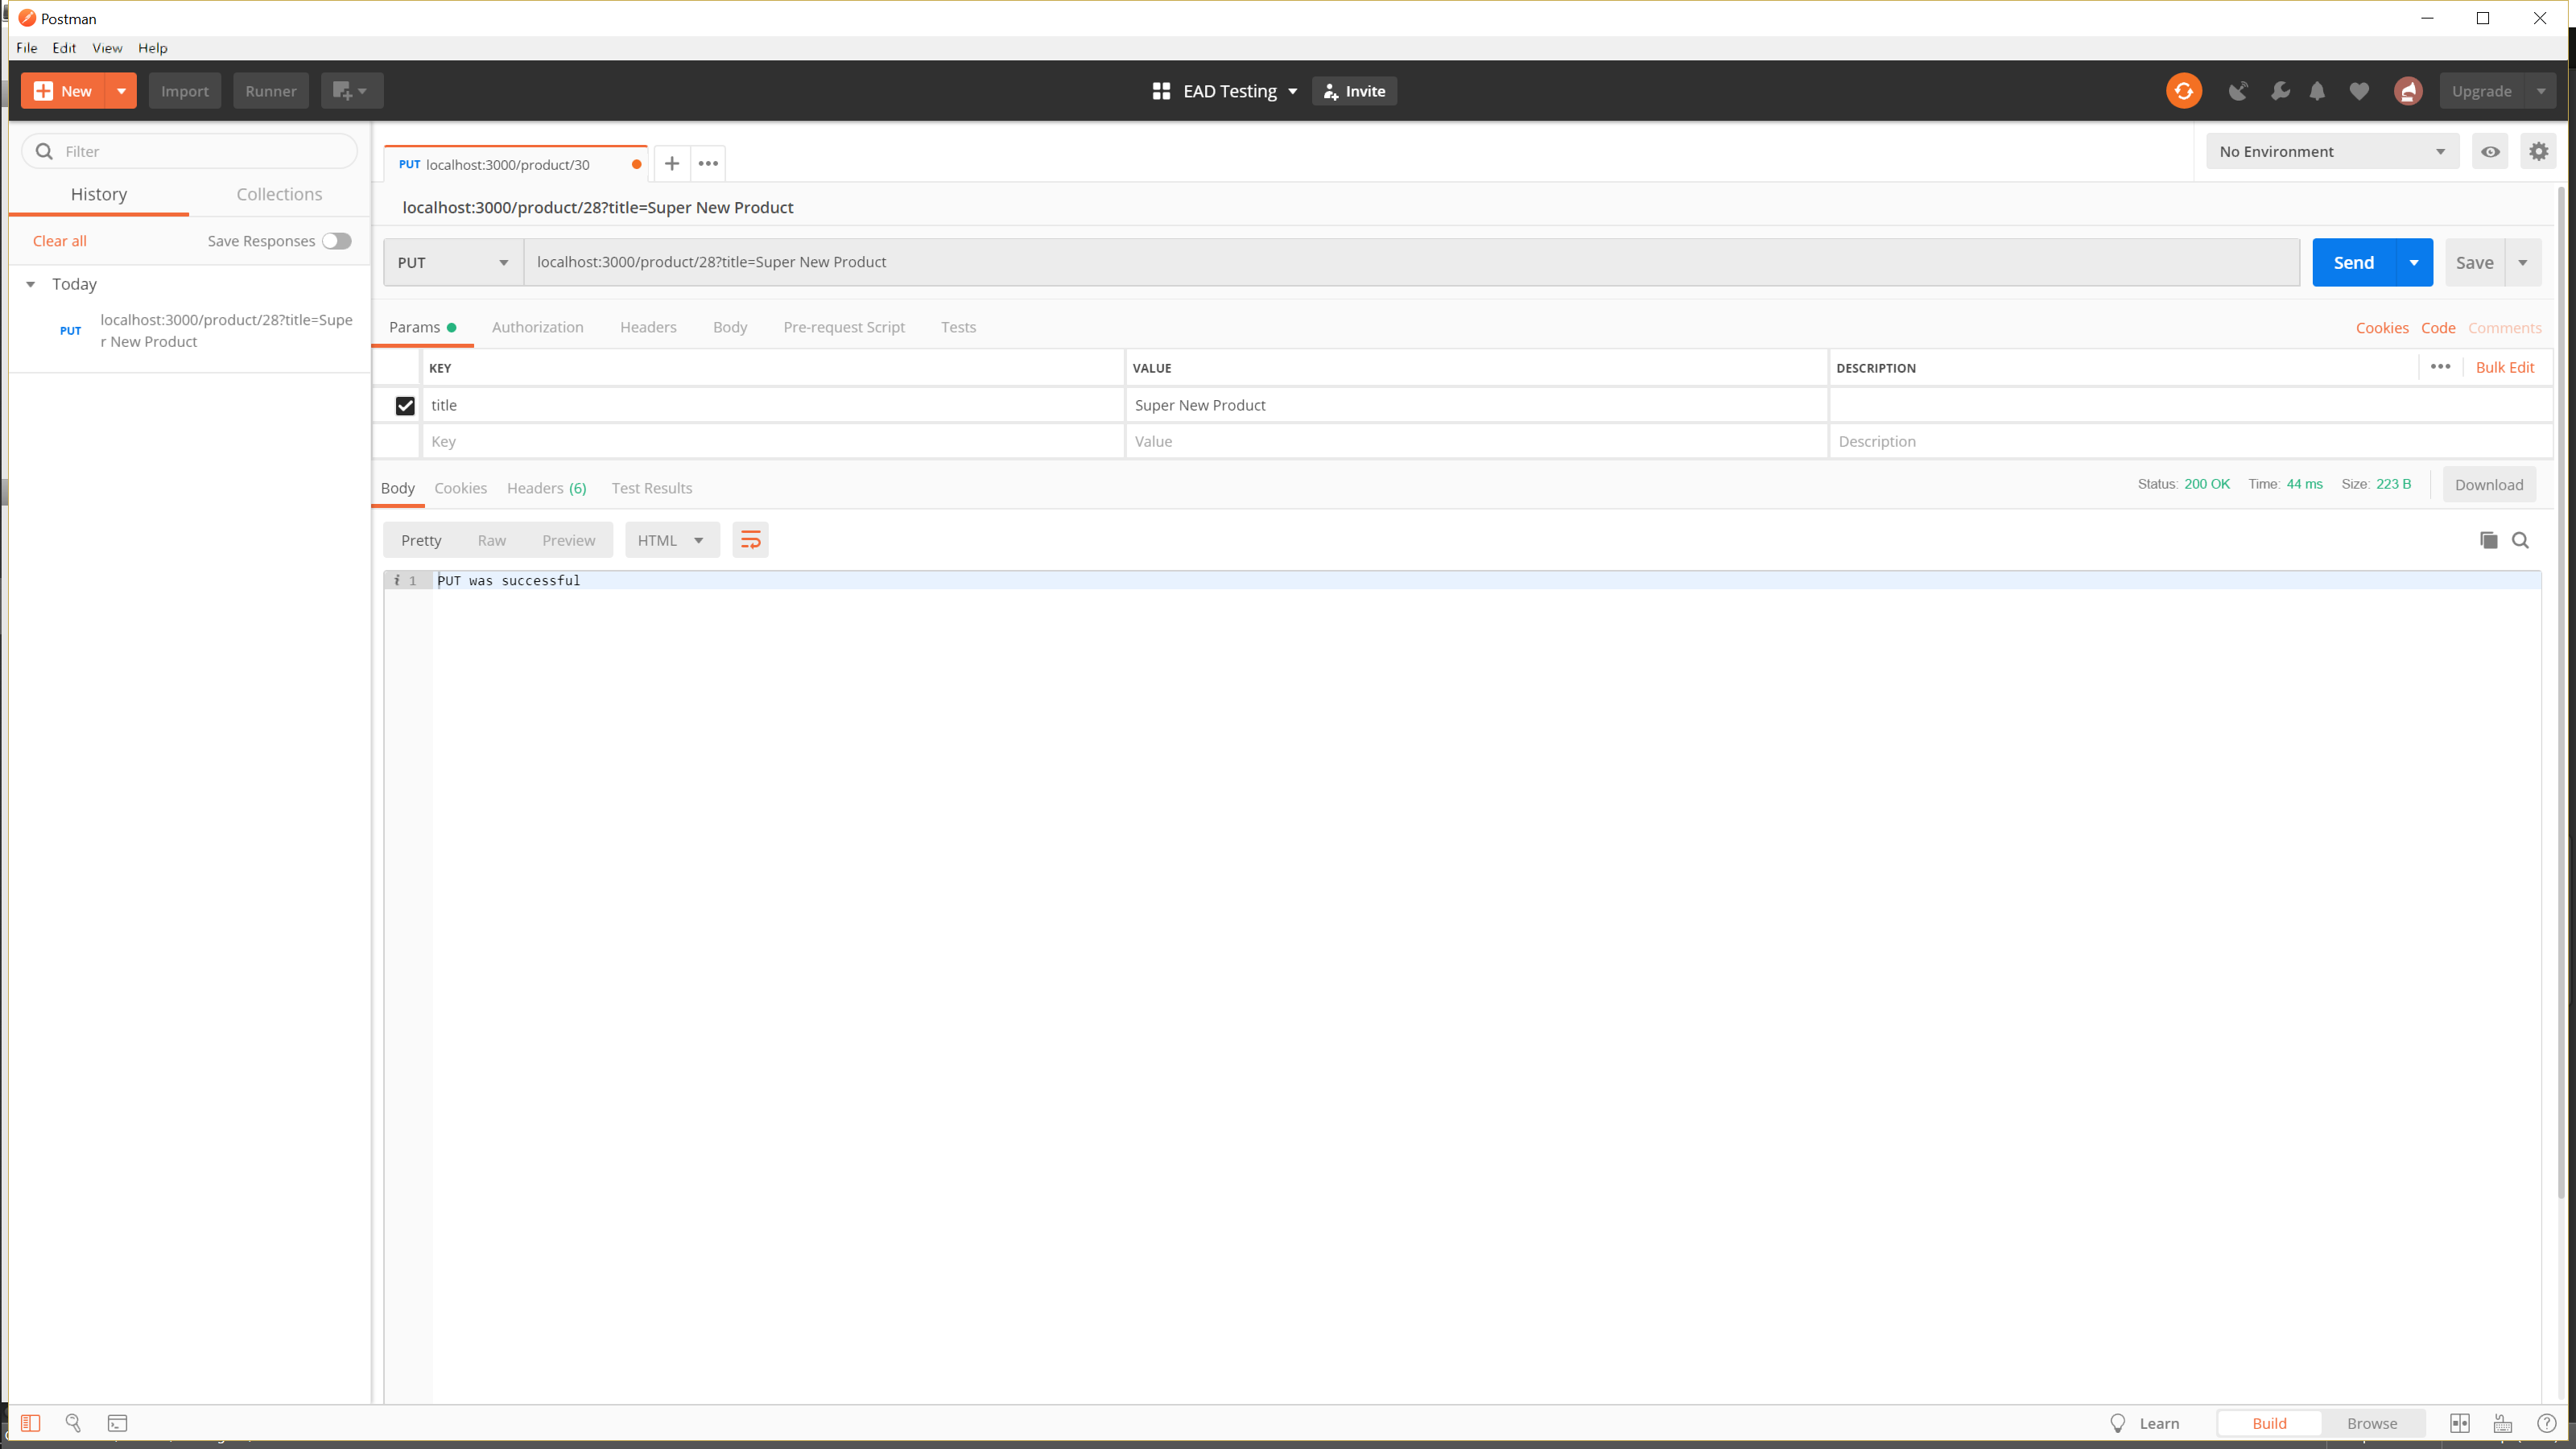 Postman
File Edit View Help
New Import Runner EAD Testing Invite Upgrade
Filter
History Collections
Clear all Save Responses
Today
PUT localhost:3000/product/28?title=Supe
r New Product
PUT localhost:3000/product/30
No Environment
localhost:3000/product/28?title=Super New Product
PUT localhost:3000/product/28?title=Super New Product Send Save
Params Authorization Headers Body Pre-request Script Tests Cookies Code Comments
KEY VALUE DESCRIPTION Bulk Edit
title Super New Product
Key Value Description
Body Cookies Headers (6) Test Results Status: 200 OK Time: 44 ms Size: 223 B Download
Pretty Raw Preview HTML
i 1 PUT was successful
Learn Build Browse